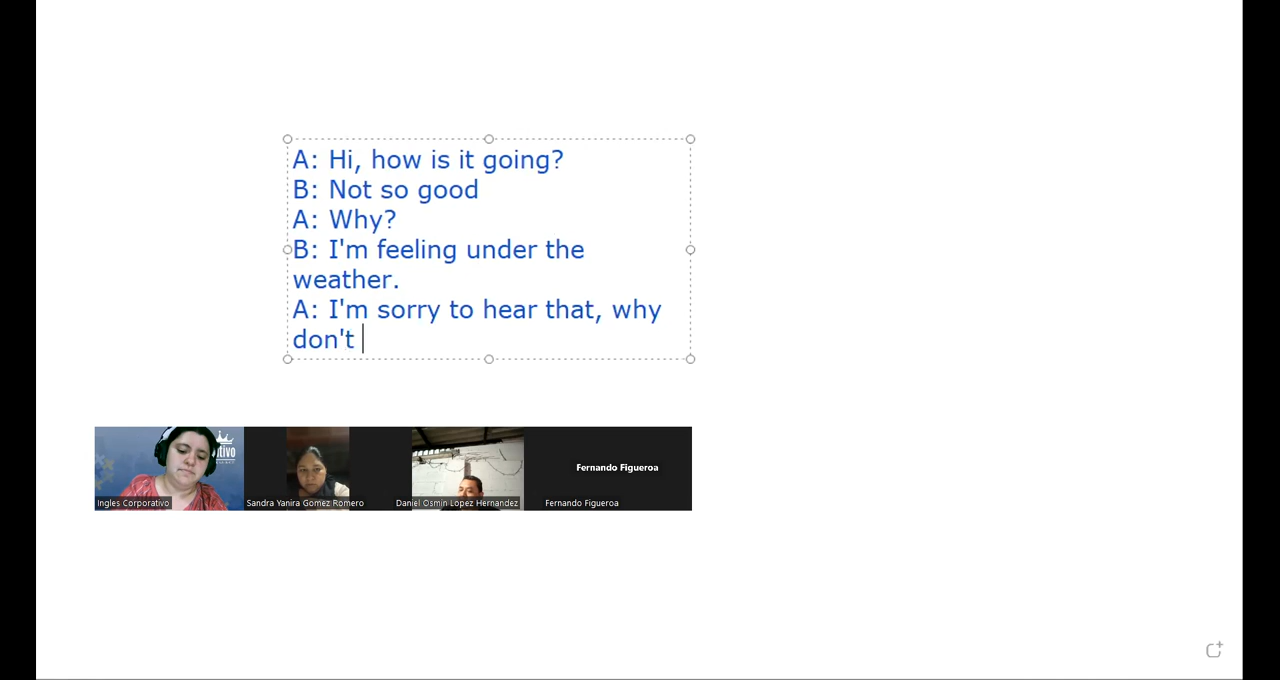 A: Hi, how is it going?
B: Not so good
A: Why?
B: I'm feeling under the
weather.
A: I'm sorry to hear that, why
don't
tivo
Fernando Figueroa
Ingles Corporativo
Sandra Yanira Gomez Romero
Daniel Osmin Lopez Hernandez
Fernando Figueroa